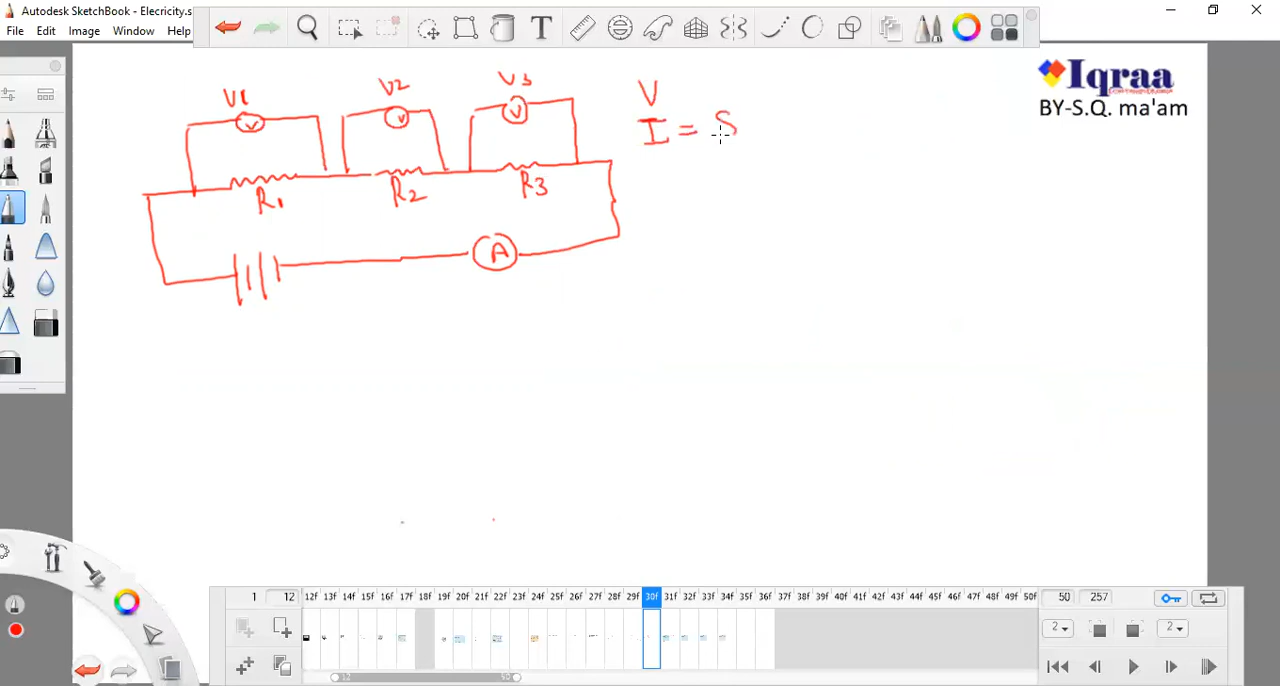 Autodesk SketchBook - Elecricity.s
File Edit Image Window Help
Iqraa
BY-S.Q. ma'am
V1 V2 V3
V V V
R1 R2 R3
A
V
I = S
1 12 12f 13f 14f 15f 16f 17f 18f 19f 20f 21f 22f 23f 24f 25f 26f 27f 28f 29f 30f 31f 32f 33f 34f 35f 36f 37f 38f 39f 40f 41f 42f 43f 44f 45f 46f 47f 48f 49f 50f 50 257
2 2
12 50